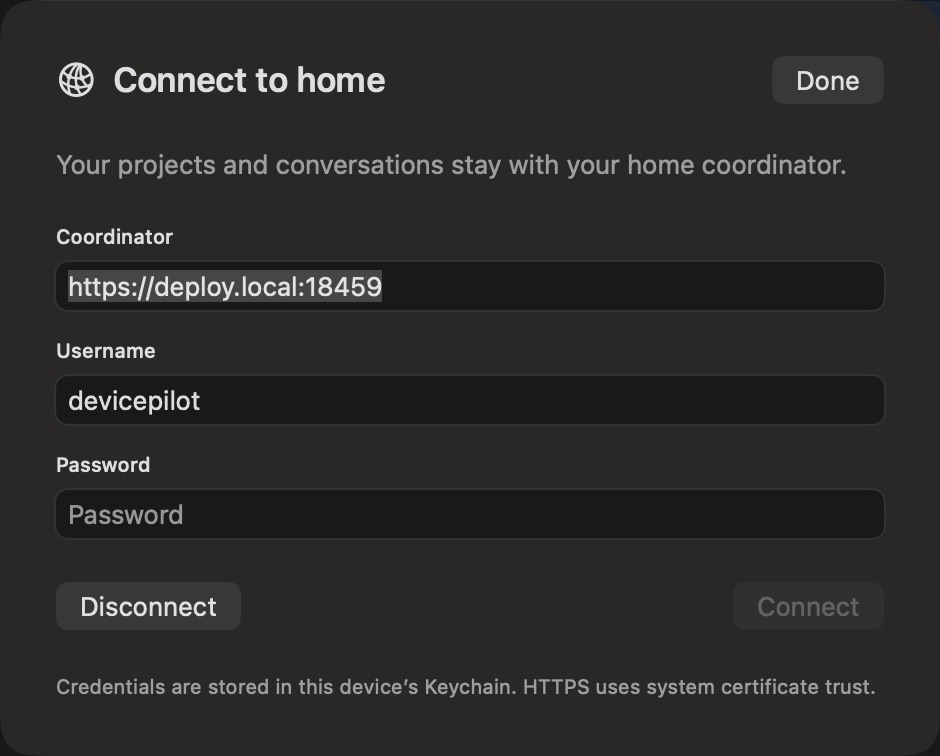 Connect to home
Done
Your projects and conversations stay with your home coordinator.
Coordinator
https://deploy.local:18459
Username
devicepilot
Password
Password
Disconnect
Connect
Credentials are stored in this device’s Keychain. HTTPS uses system certificate trust.